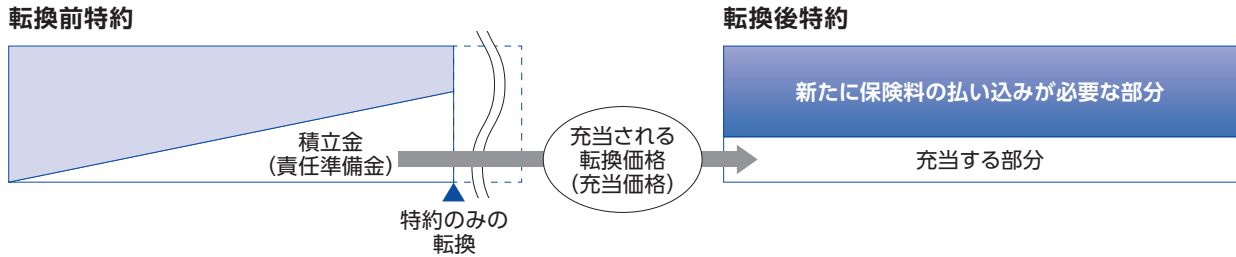 転換前特約
転換後特約
新たに保険料の払い込みが必要な部分
積立金
(責任準備金)
充当される
転換価格
(充当価格)
充当する部分
特約のみの
転換